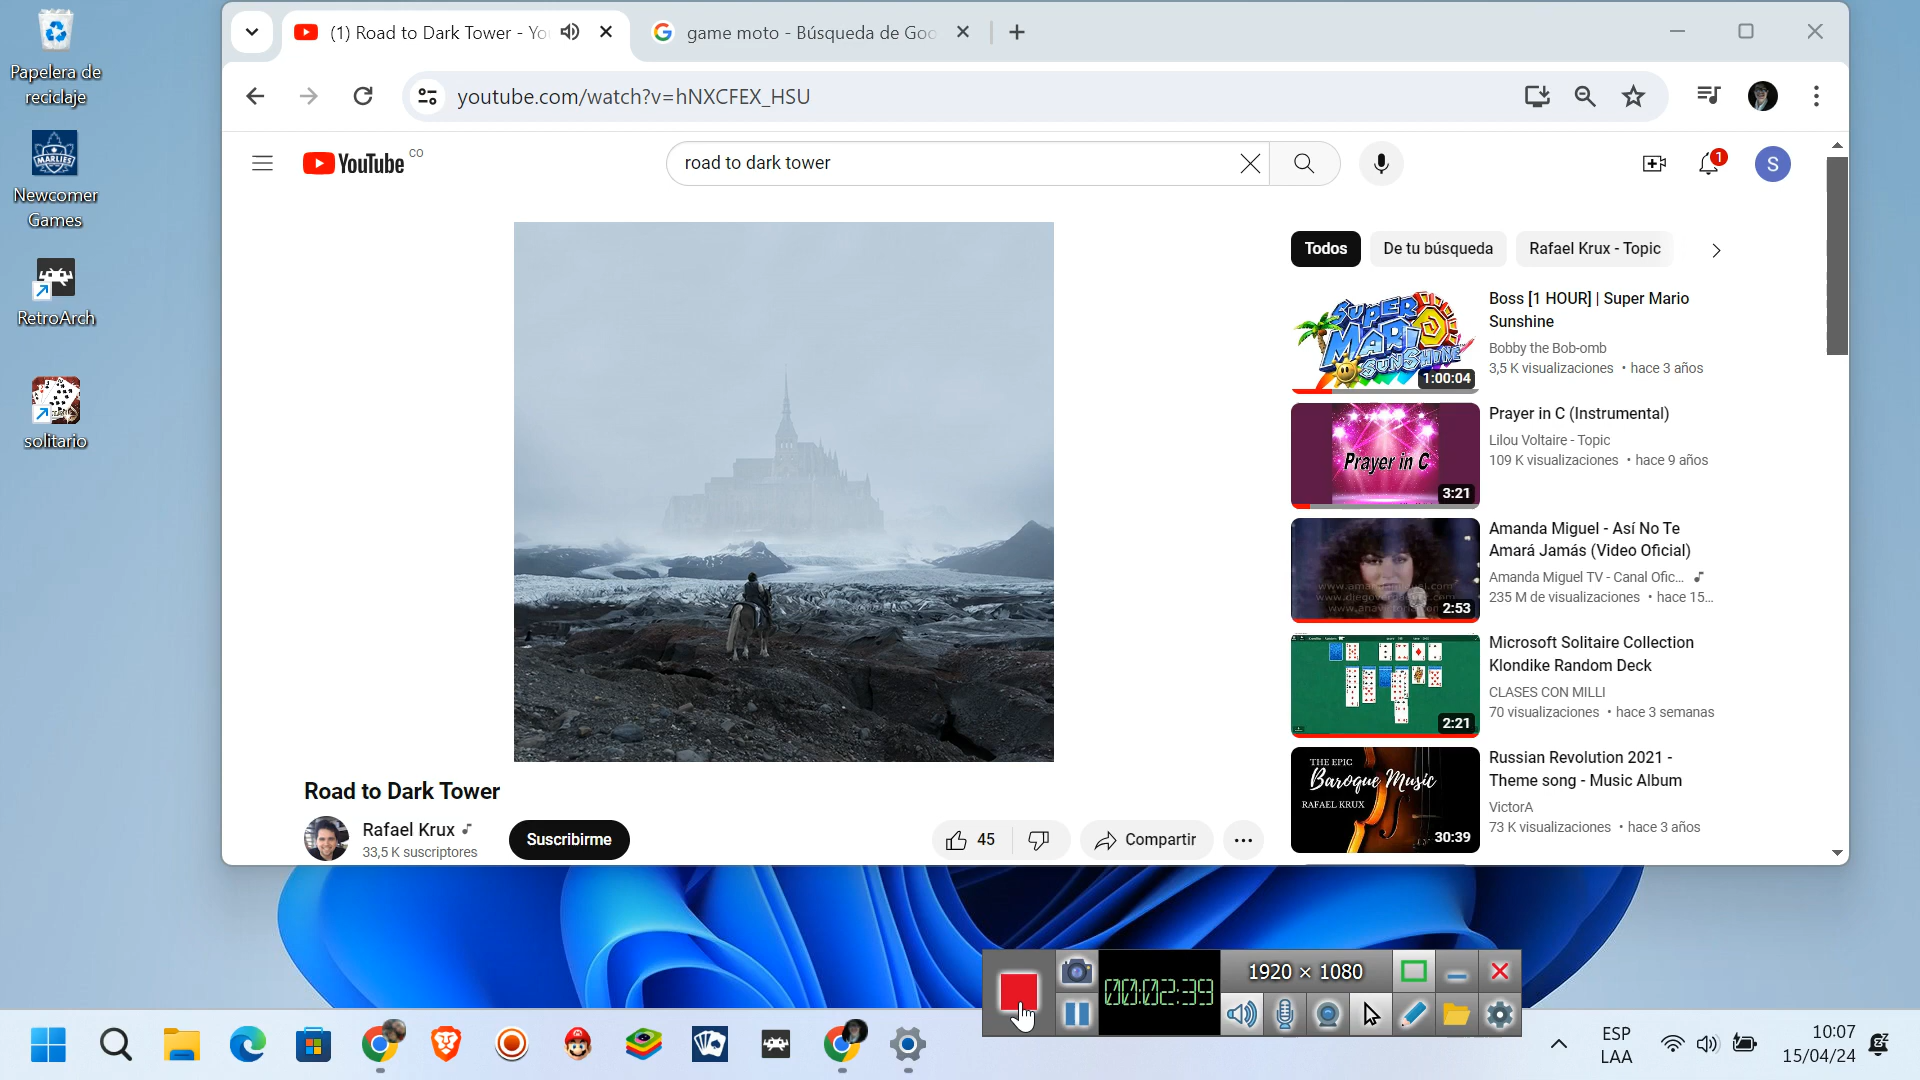 Papelera de
reciclaje
MARLIES
Newcomer
Games
RetroArch
solitario
(1) Road to Dark Tower - Yo
game moto - Búsqueda de Goo
youtube.com/watch?v=hNXCFEX_HSU
YouTube CO
road to dark tower
1
S
Todos
De tu búsqueda
Rafael Krux - Topic
SUPER
MARIO
SUNSHINE
1:00:04
Boss [1 HOUR] | Super Mario
Sunshine
Bobby the Bob-omb
3,5 K visualizaciones • hace 3 años
Prayer in C
3:21
Prayer in C (Instrumental)
Lilou Voltaire - Topic
109 K visualizaciones • hace 9 años
2:53
Amanda Miguel - Así No Te
Amará Jamás (Video Oficial)
Amanda Miguel TV - Canal Ofic...
235 M de visualizaciones • hace 15...
2:21
Microsoft Solitaire Collection
Klondike Random Deck
CLASES CON MILLI
70 visualizaciones • hace 3 semanas
THE EPIC
Baroque Music
RAFAEL KRUX
30:39
Russian Revolution 2021 -
Theme song - Music Album
VictorA
73 K visualizaciones • hace 3 años
Road to Dark Tower
Rafael Krux
33,5 K suscriptores
Suscribirme
45
Compartir
00:02:39
1920 × 1080
ESP
LAA
10:07
15/04/24